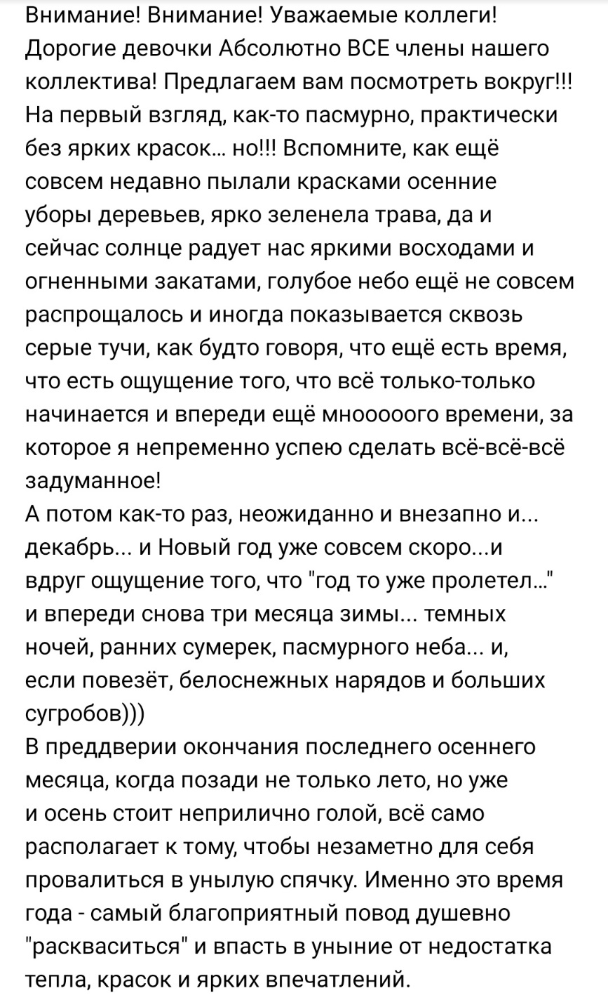 Внимание! Внимание! Уважаемые коллеги!
Дорогие девочки Абсолютно ВСЕ члены нашего
коллектива! Предлагаем вам посмотреть вокруг!!!
На первый взгляд, как-то пасмурно, практически
без ярких красок... но!!! Вспомните, как ещё
совсем недавно пылали красками осенние
уборы деревьев, ярко зеленела трава, да и
сейчас солнце радует нас яркими восходами и
огненными закатами, голубое небо ещё не совсем
распрощалось и иногда показывается сквозь
серые тучи, как будто говоря, что ещё есть время,
что есть ощущение того, что всё только-только
начинается и впереди ещё мнооооого времени, за
которое я непременно успею сделать всё-всё-всё
задуманное!
А потом как-то раз, неожиданно и внезапно и...
декабрь... и Новый год уже совсем скоро...и
вдруг ощущение того, что "год то уже пролетел..."
и впереди снова три месяца зимы... темных
ночей, ранних сумерек, пасмурного неба... и,
если повезёт, белоснежных нарядов и больших
сугробов)))
В преддверии окончания последнего осеннего
месяца, когда позади не только лето, но уже
и осень стоит неприлично голой, всё само
располагает к тому, чтобы незаметно для себя
провалиться в унылую спячку. Именно это время
года - самый благоприятный повод душевно
"раскваситься" и впасть в уныние от недостатка
тепла, красок и ярких впечатлений.